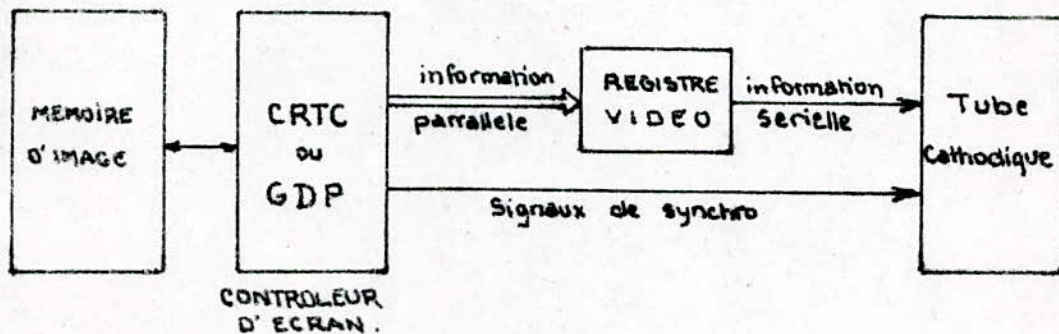 MEMOIRE
D'IMAGE
CRTC
ou
GDP
CONTROLEUR
D'ECRAN.
information
parrallele
REGISTRE
VIDEO
information
serielle
Signaux de synchro
Tube
Cathodique